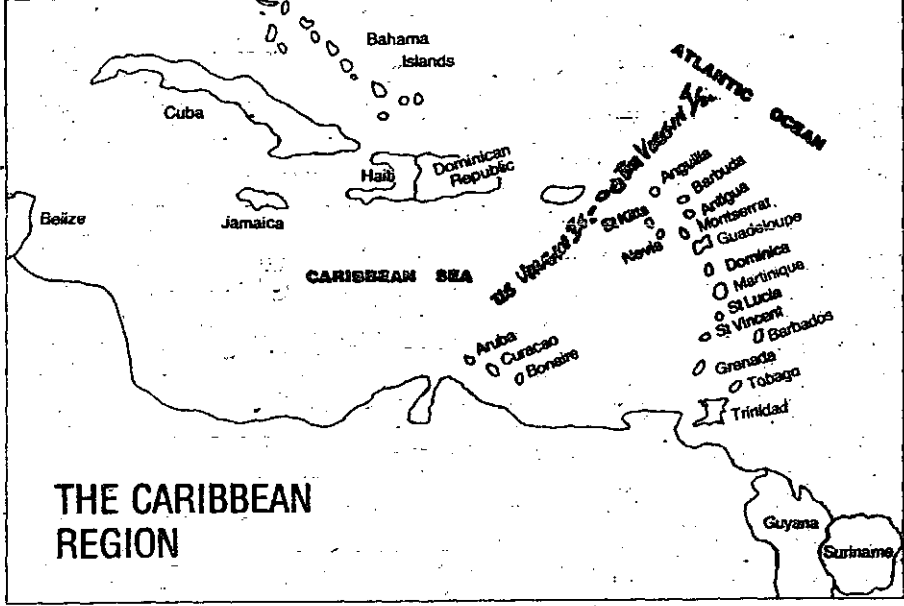 Bahama
Islands
ATLANTIC OCEAN
Cuba
Haiti
Dominican
Republic
Anguilla
Barbuda
Antigua
St Kitts
Montserrat
Nevis
Guadeloupe
Belize
Jamaica
Dominica
CARIBBEAN SEA
Martinique
St Lucia
St Vincent
Barbados
Aruba
Curacao
Bonaire
Grenada
Tobago
Trinidad
THE CARIBBEAN
REGION
Guyana
Suriname